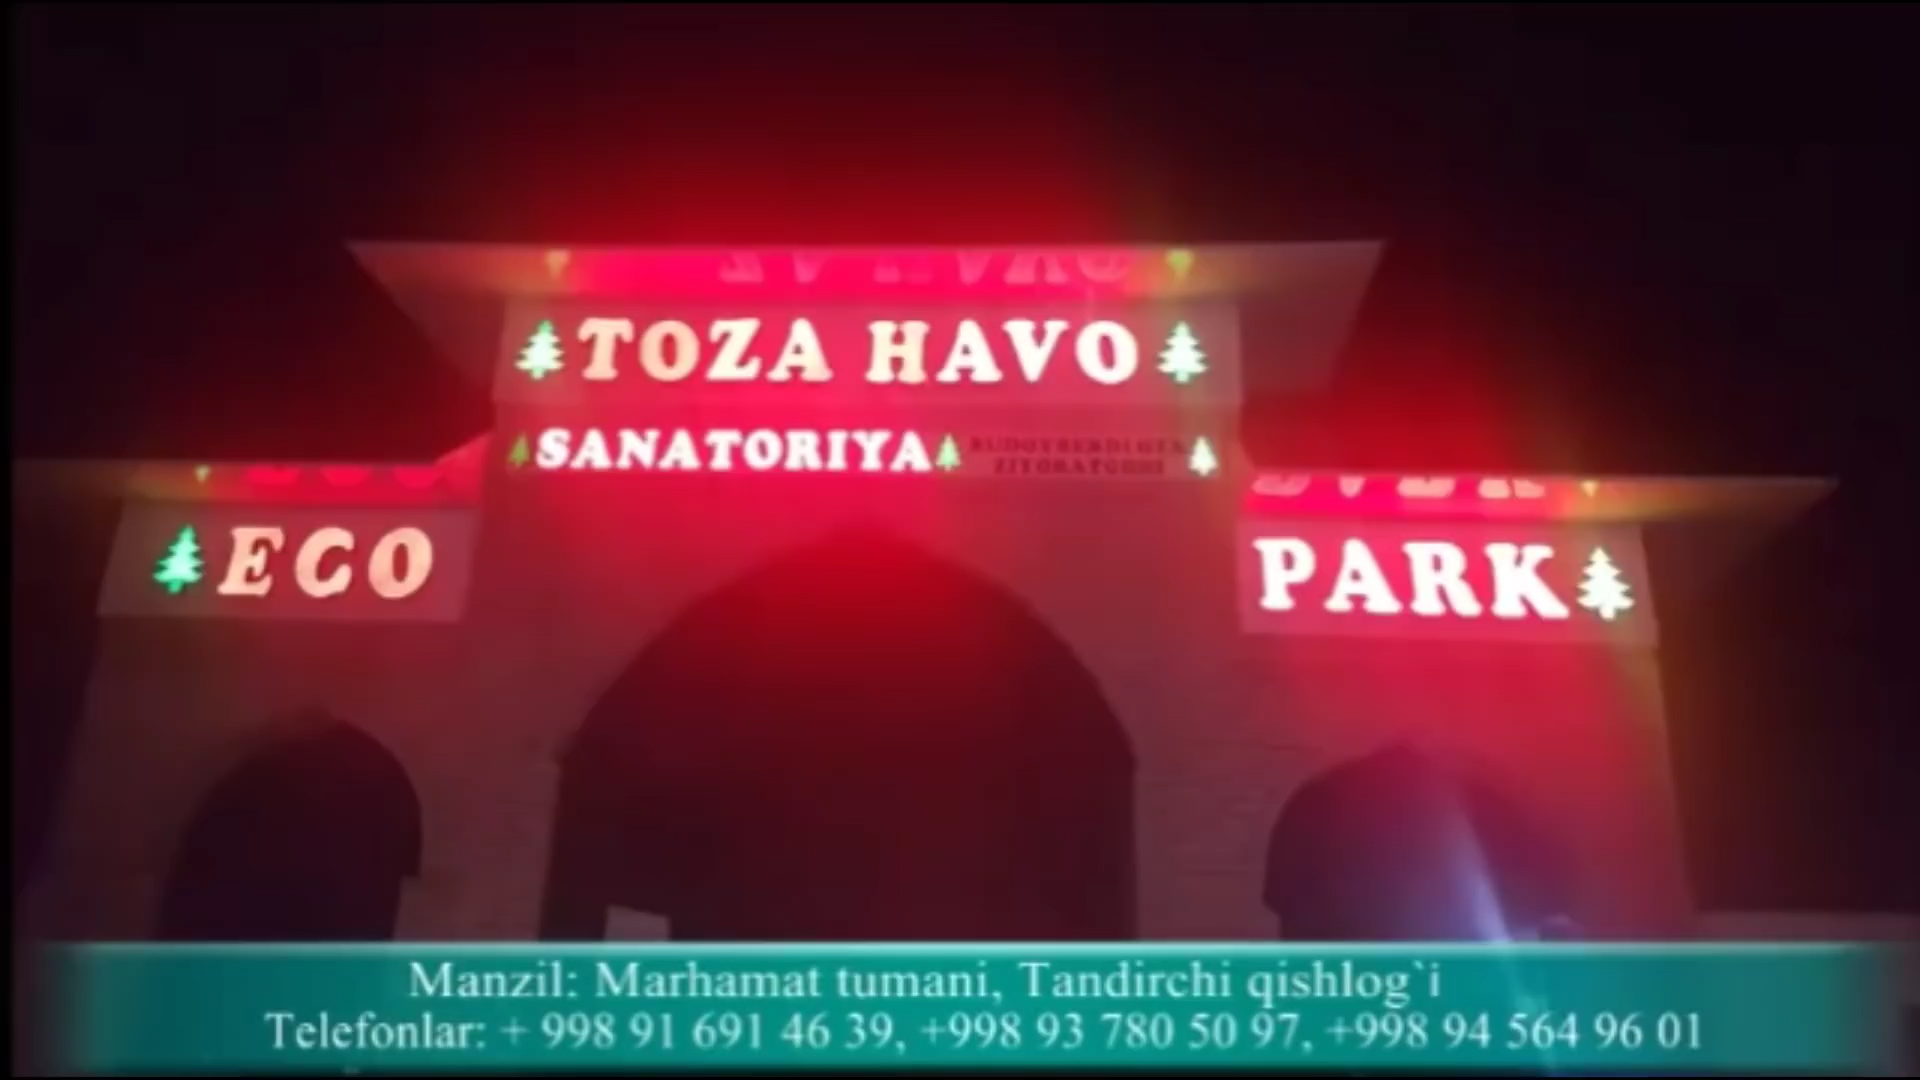 TOZA HAVO
SANATORIYA
ECO
PARK
Manzil: Marhamat tumani, Tandirchi qishlog`i
Telefonlar: + 998 91 691 46 39, +998 93 780 50 97, +998 94 564 96 01